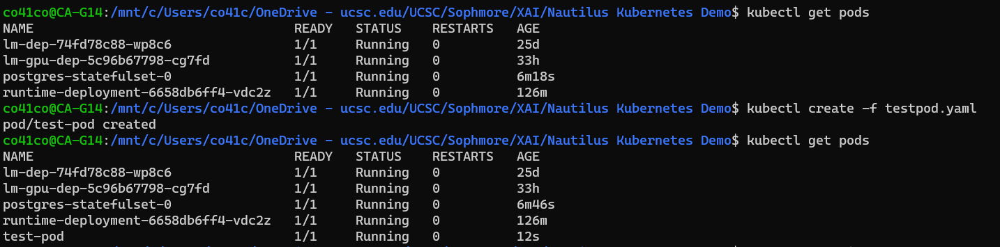 co41co@CA-G14:/mnt/c/Users/co41c/OneDrive - ucsc.edu/UCSC/Sophmore/XAI/Nautilus Kubernetes Demo$ kubectl get pods
NAME READY STATUS RESTARTS AGE
lm-dep-74fd78c88-wp8c6 1/1 Running 0 25d
lm-gpu-dep-5c96b67798-cg7fd 1/1 Running 0 33h
postgres-statefulset-0 1/1 Running 0 6m18s
runtime-deployment-6658db6ff4-vdc2z 1/1 Running 0 126m
co41co@CA-G14:/mnt/c/Users/co41c/OneDrive - ucsc.edu/UCSC/Sophmore/XAI/Nautilus Kubernetes Demo$ kubectl create -f testpod.yaml
pod/test-pod created
co41co@CA-G14:/mnt/c/Users/co41c/OneDrive - ucsc.edu/UCSC/Sophmore/XAI/Nautilus Kubernetes Demo$ kubectl get pods
NAME READY STATUS RESTARTS AGE
lm-dep-74fd78c88-wp8c6 1/1 Running 0 25d
lm-gpu-dep-5c96b67798-cg7fd 1/1 Running 0 33h
postgres-statefulset-0 1/1 Running 0 6m46s
runtime-deployment-6658db6ff4-vdc2z 1/1 Running 0 126m
test-pod 1/1 Running 0 12s